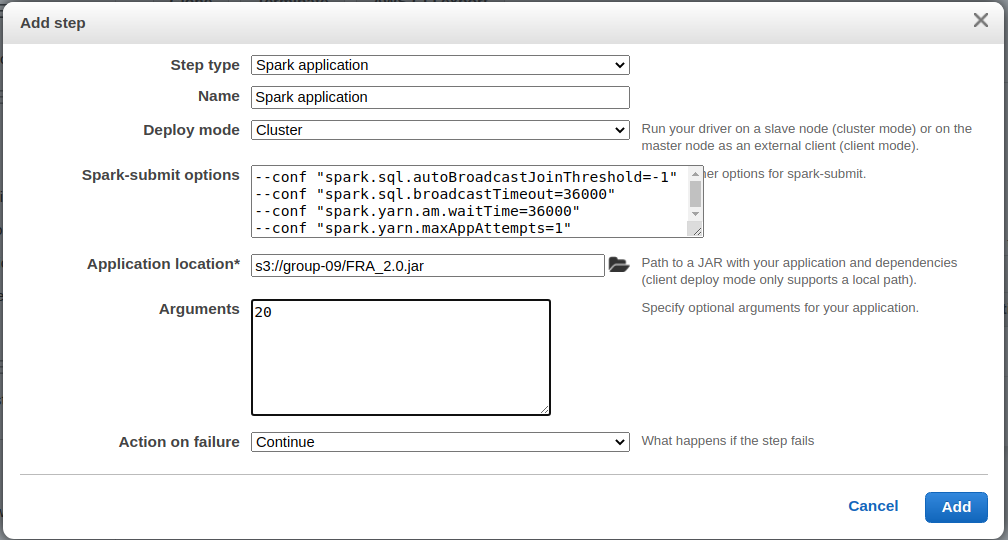 Add step
Step type
Spark application
Name
Spark application
Deploy mode
Cluster
Run your driver on a slave node (cluster mode) or on the
master node as an external client (client mode).
Spark-submit options
--conf "spark.sql.autoBroadcastJoinThreshold=-1"
--conf "spark.sql.broadcastTimeout=36000"
--conf "spark.yarn.am.waitTime=36000"
--conf "spark.yarn.maxAppAttempts=1"
options for spark-submit.
Application location*
s3://group-09/FRA_2.0.jar
Path to a JAR with your application and dependencies
(client deploy mode only supports a local path).
Arguments
20
Specify optional arguments for your application.
Action on failure
Continue
What happens if the step fails
Cancel
Add